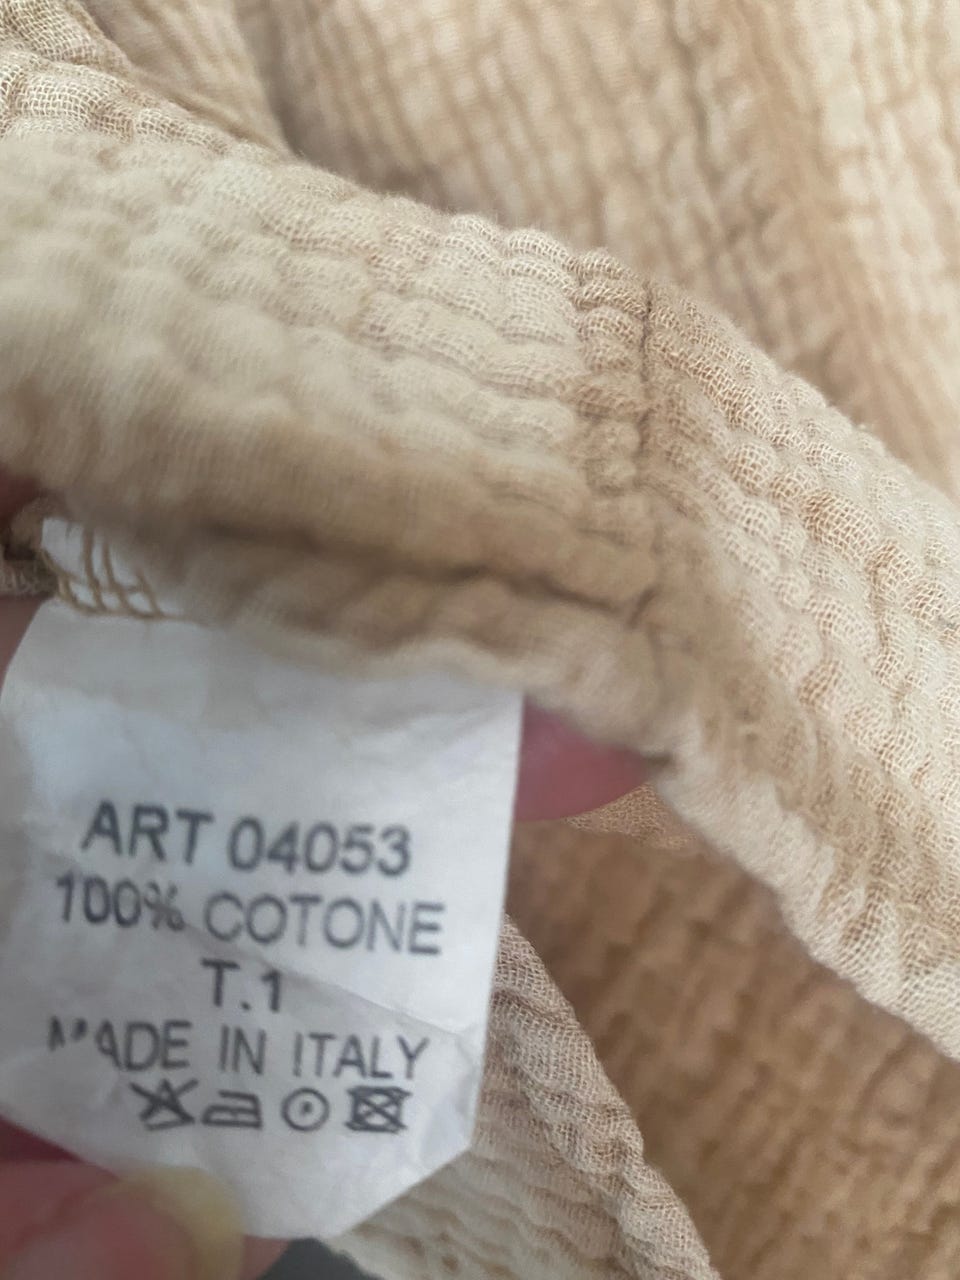 ART 04053
100% COTONE
T.1
MADE IN ITALY